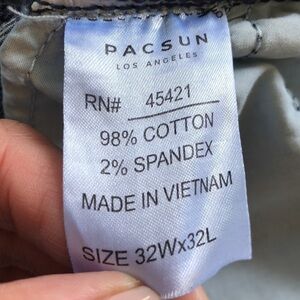 PACSUN
LOS ANGELES
RN# 45421
98% COTTON
2% SPANDEX
MADE IN VIETNAM
SIZE 32Wx32L